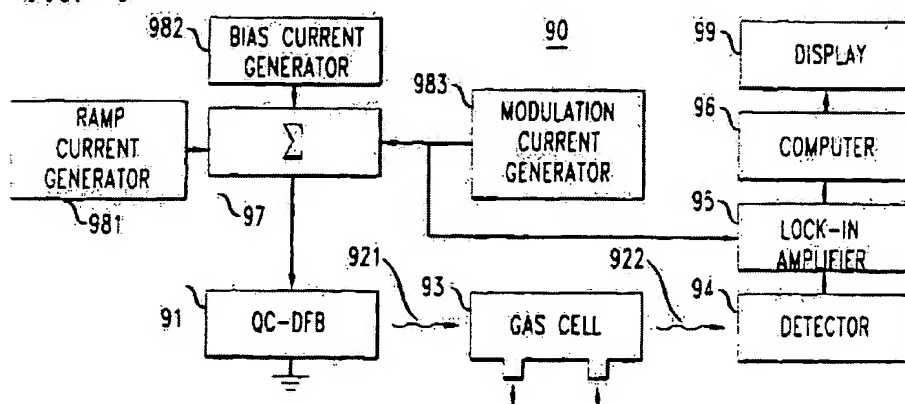 982
BIAS CURRENT
GENERATOR
90
99
DISPLAY
RAMP
CURRENT
GENERATOR
981
Σ
97
983
MODULATION
CURRENT
GENERATOR
96
COMPUTER
95
LOCK-IN
AMPLIFIER
91
QC-DFB
921
93
GAS CELL
922
94
DETECTOR